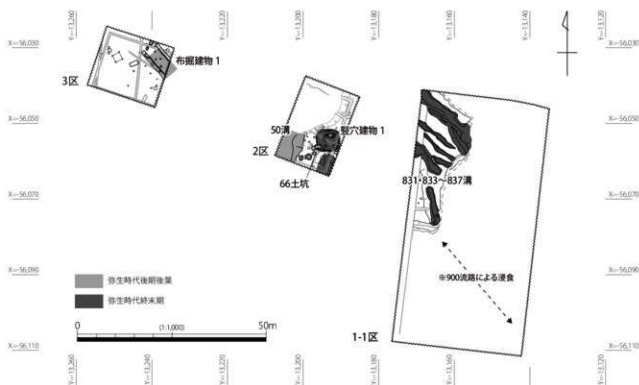 Y=-13,260
Y=-13,240
Y=-13,220
Y=-13,200
Y=-13,180
Y=-13,160
Y=-13,140
Y=-13,120
X=-56,030
X=-56,030
布掘建物 1
3区
X=-56,050
X=-56,050
50溝
竪穴建物 1
2区
66土坑
831・833~837溝
X=-56,070
X=-56,070
X=-56,090
X=-56,090
※900流路による浸食
弥生時代後期後葉
弥生時代終末期
0
(1:1,000)
50m
1-1区
X=-56,110
X=-56,110
Y=-13,260
Y=-13,240
Y=-13,220
Y=-13,200
Y=-13,180
Y=-13,160
Y=-13,140
Y=-13,120